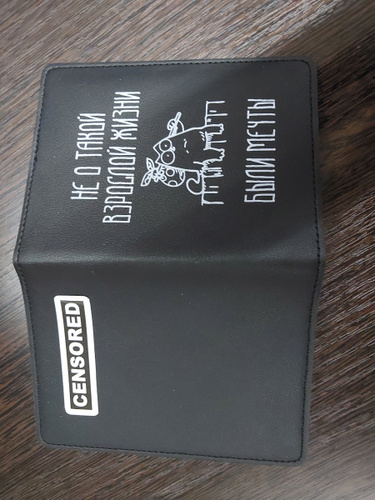 НЕ О ТАКОЙ
ВЗРОСЛОЙ ЖИЗНИ
БЫЛИ МЕЧТЫ
CENSORED